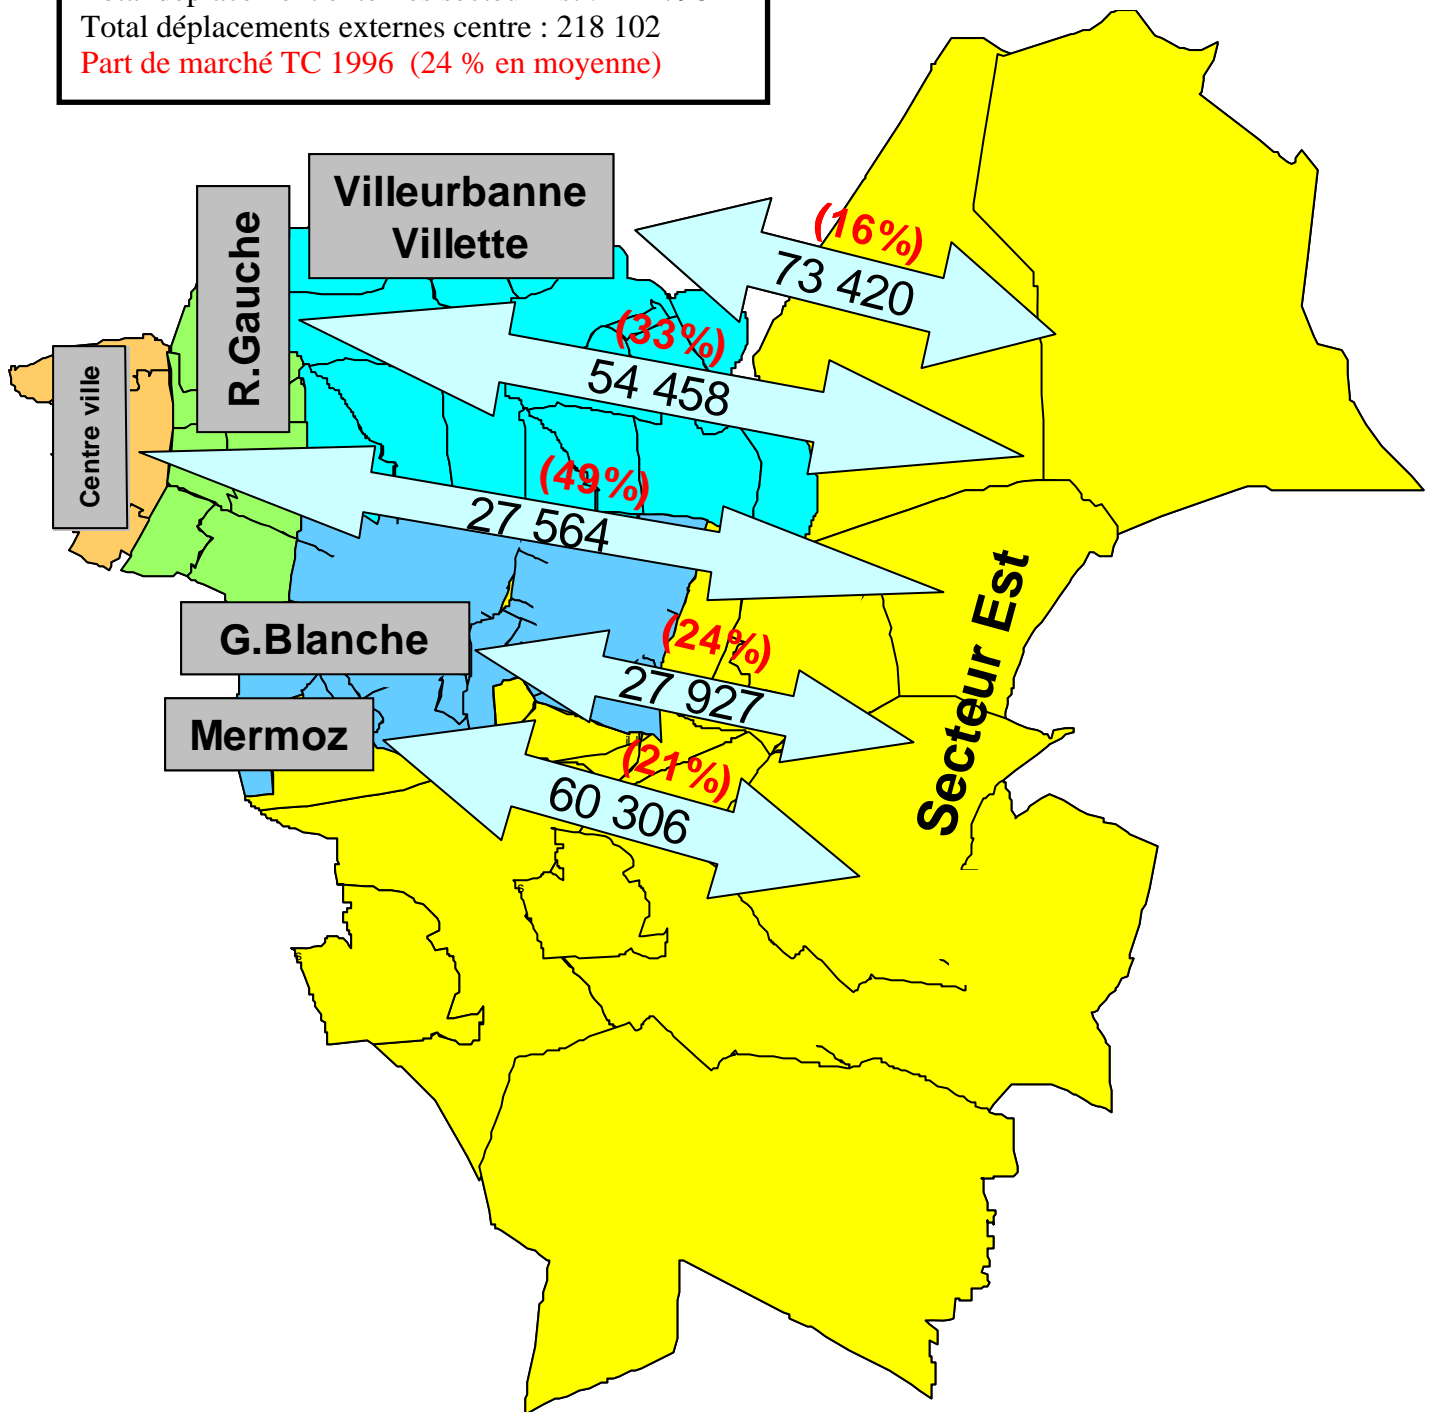 Total déplacements externes centre : 218 102
Part de marché TC 1996 (24 % en moyenne)
Villeurbanne
Villette
R.Gauche
Centre ville
(16%)
73 420
(33%)
54 458
(49%)
27 564
G.Blanche
(24%)
27 927
Mermoz
(21%)
60 306
Secteur Est
s
s